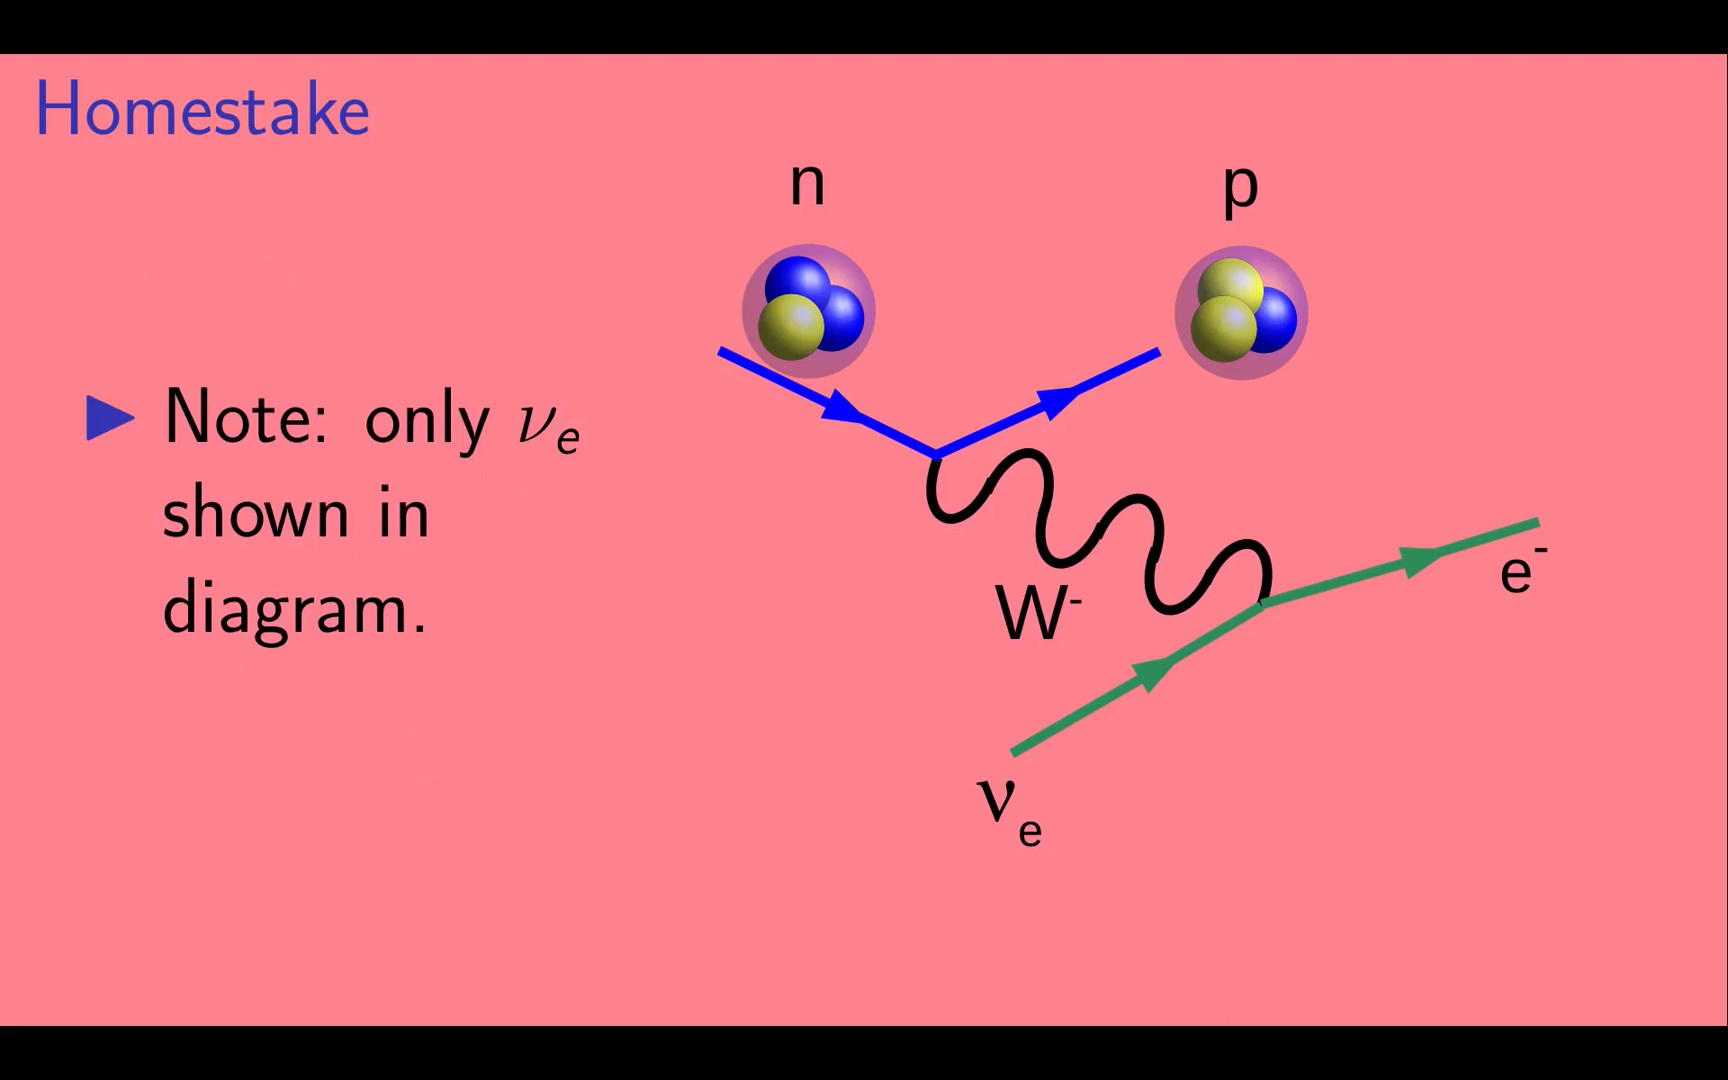 Homestake
n
p
Note: only νₑ
shown in
diagram.
W⁻
e⁻
νₑ